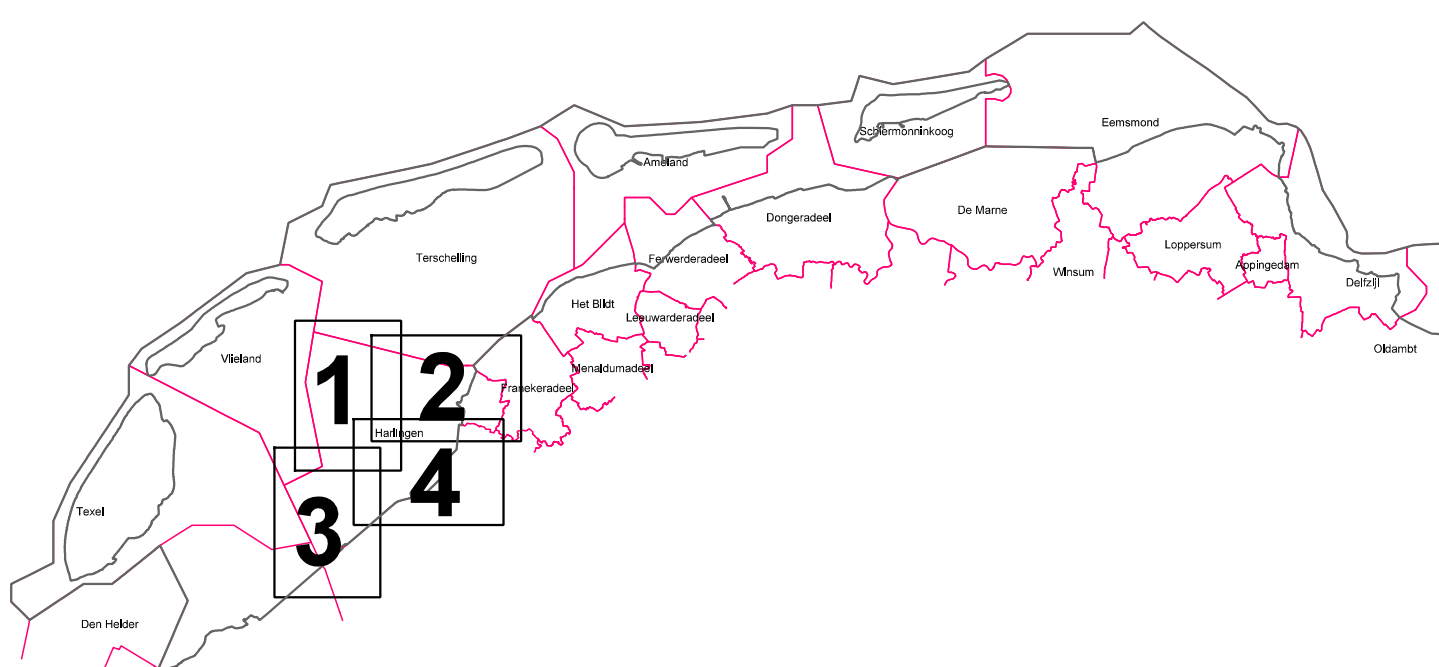 Eemsmond
Schiermonninkoog
Ameland
De Marne
Dongeradeel
Loppersum
Terschelling
Ferwerderadeel
Appingedam
Winsum
Delfzijl
Het Bildt
Leeuwarderadeel
Oldambt
Vlieland
Menaldumadeel
1
2
Franekeradeel
Harlingen
4
Texel
3
Den Helder